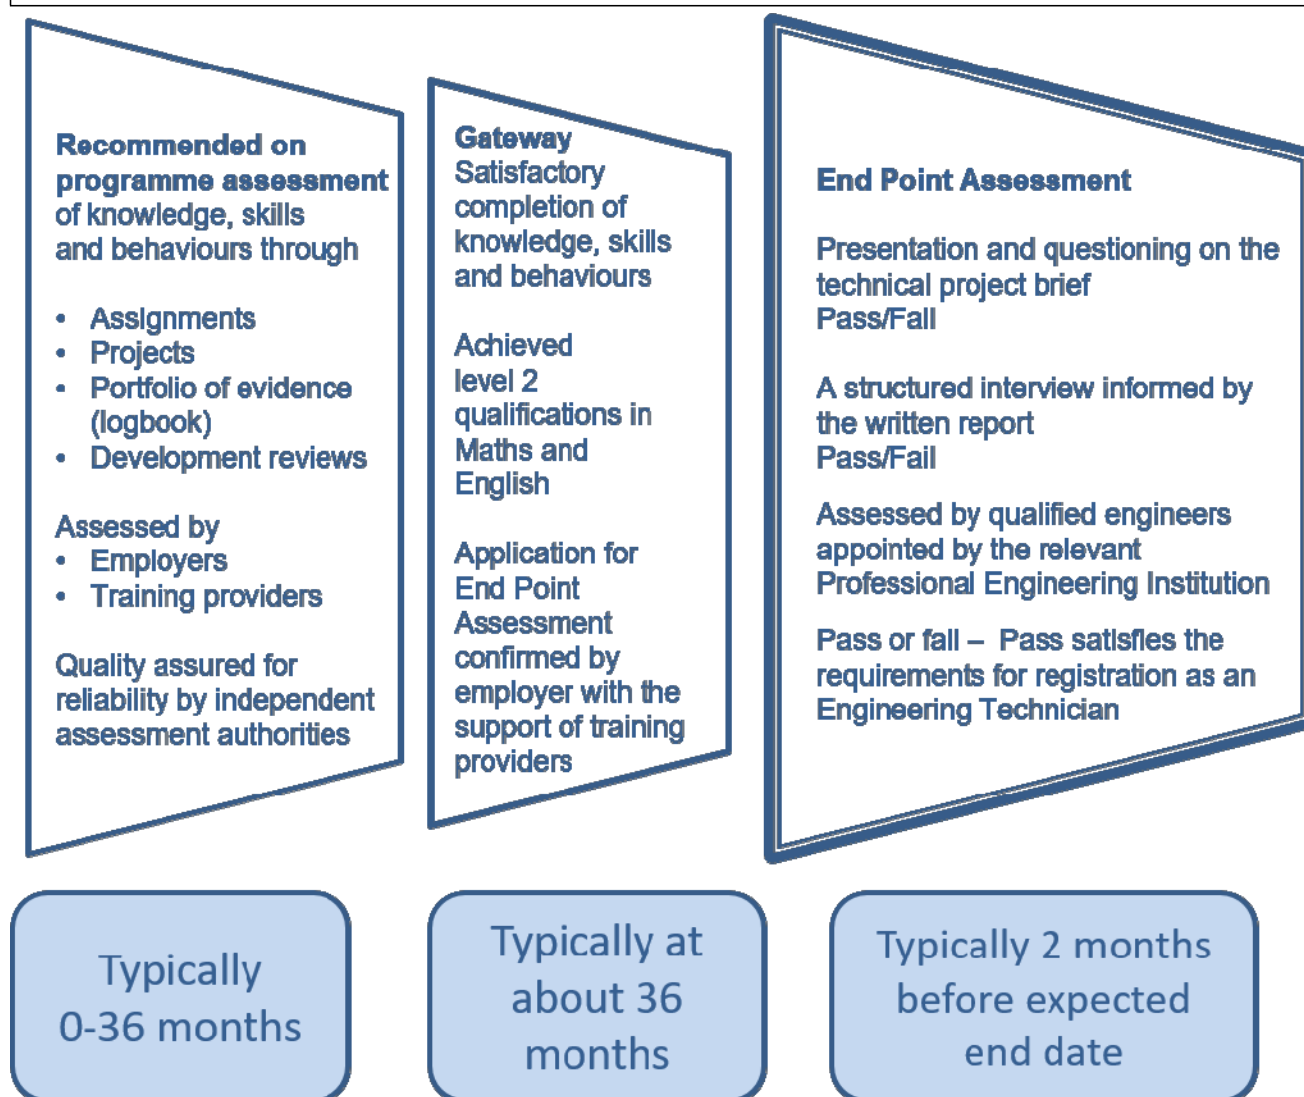 Recommended on
programme assessment
of knowledge, skills
and behaviours through
• Assignments
• Projects
• Portfolio of evidence
(logbook)
• Development reviews
Assessed by
• Employers
• Training providers
Quality assured for
reliability by independent
assessment authorities
Gateway
Satisfactory
completion of
knowledge, skills
and behaviours
Achieved
level 2
qualifications in
Maths and
English
Application for
End Point
Assessment
confirmed by
employer with the
support of training
providers
End Point Assessment
Presentation and questioning on the
technical project brief
Pass/Fall
A structured interview informed by
the written report
Pass/Fail
Assessed by qualified engineers
appointed by the relevant
Professional Engineering Institution
Pass or fall – Pass satisfies the
requirements for registration as an
Engineering Technician
Typically
0-36 months
Typically at
about 36
months
Typically 2 months
before expected
end date